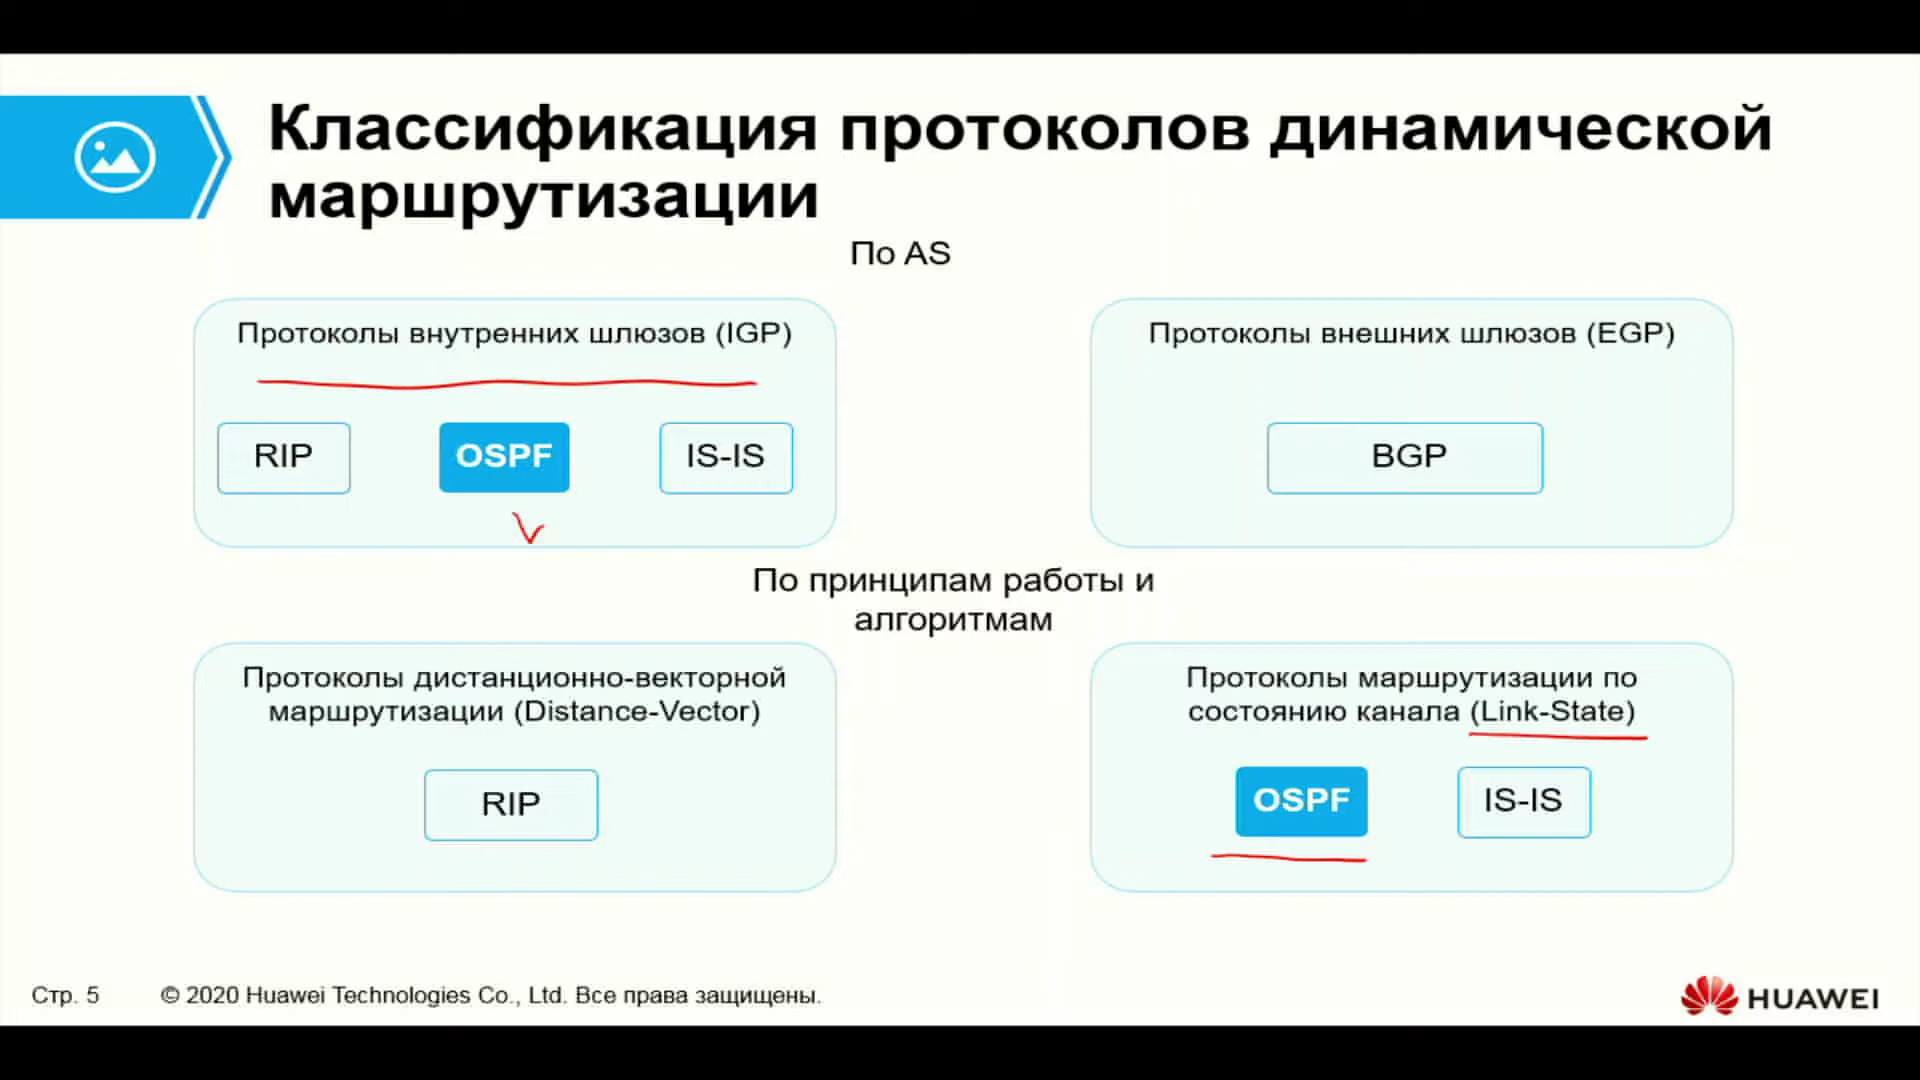 Классификация протоколов динамической
маршрутизации
По AS
Протоколы внутренних шлюзов (IGP)
RIP
OSPF
IS-IS
Протоколы внешних шлюзов (EGP)
BGP
По принципам работы и
алгоритмам
Протоколы дистанционно-векторной
маршрутизации (Distance-Vector)
RIP
Протоколы маршрутизации по
состоянию канала (Link-State)
OSPF
IS-IS
Стр. 5
© 2020 Huawei Technologies Co., Ltd. Все права защищены.
HUAWEI